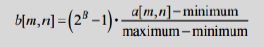 b[m,n] = (2^B − 1) · (a[m,n] − minimum) / (maximum − minimum)